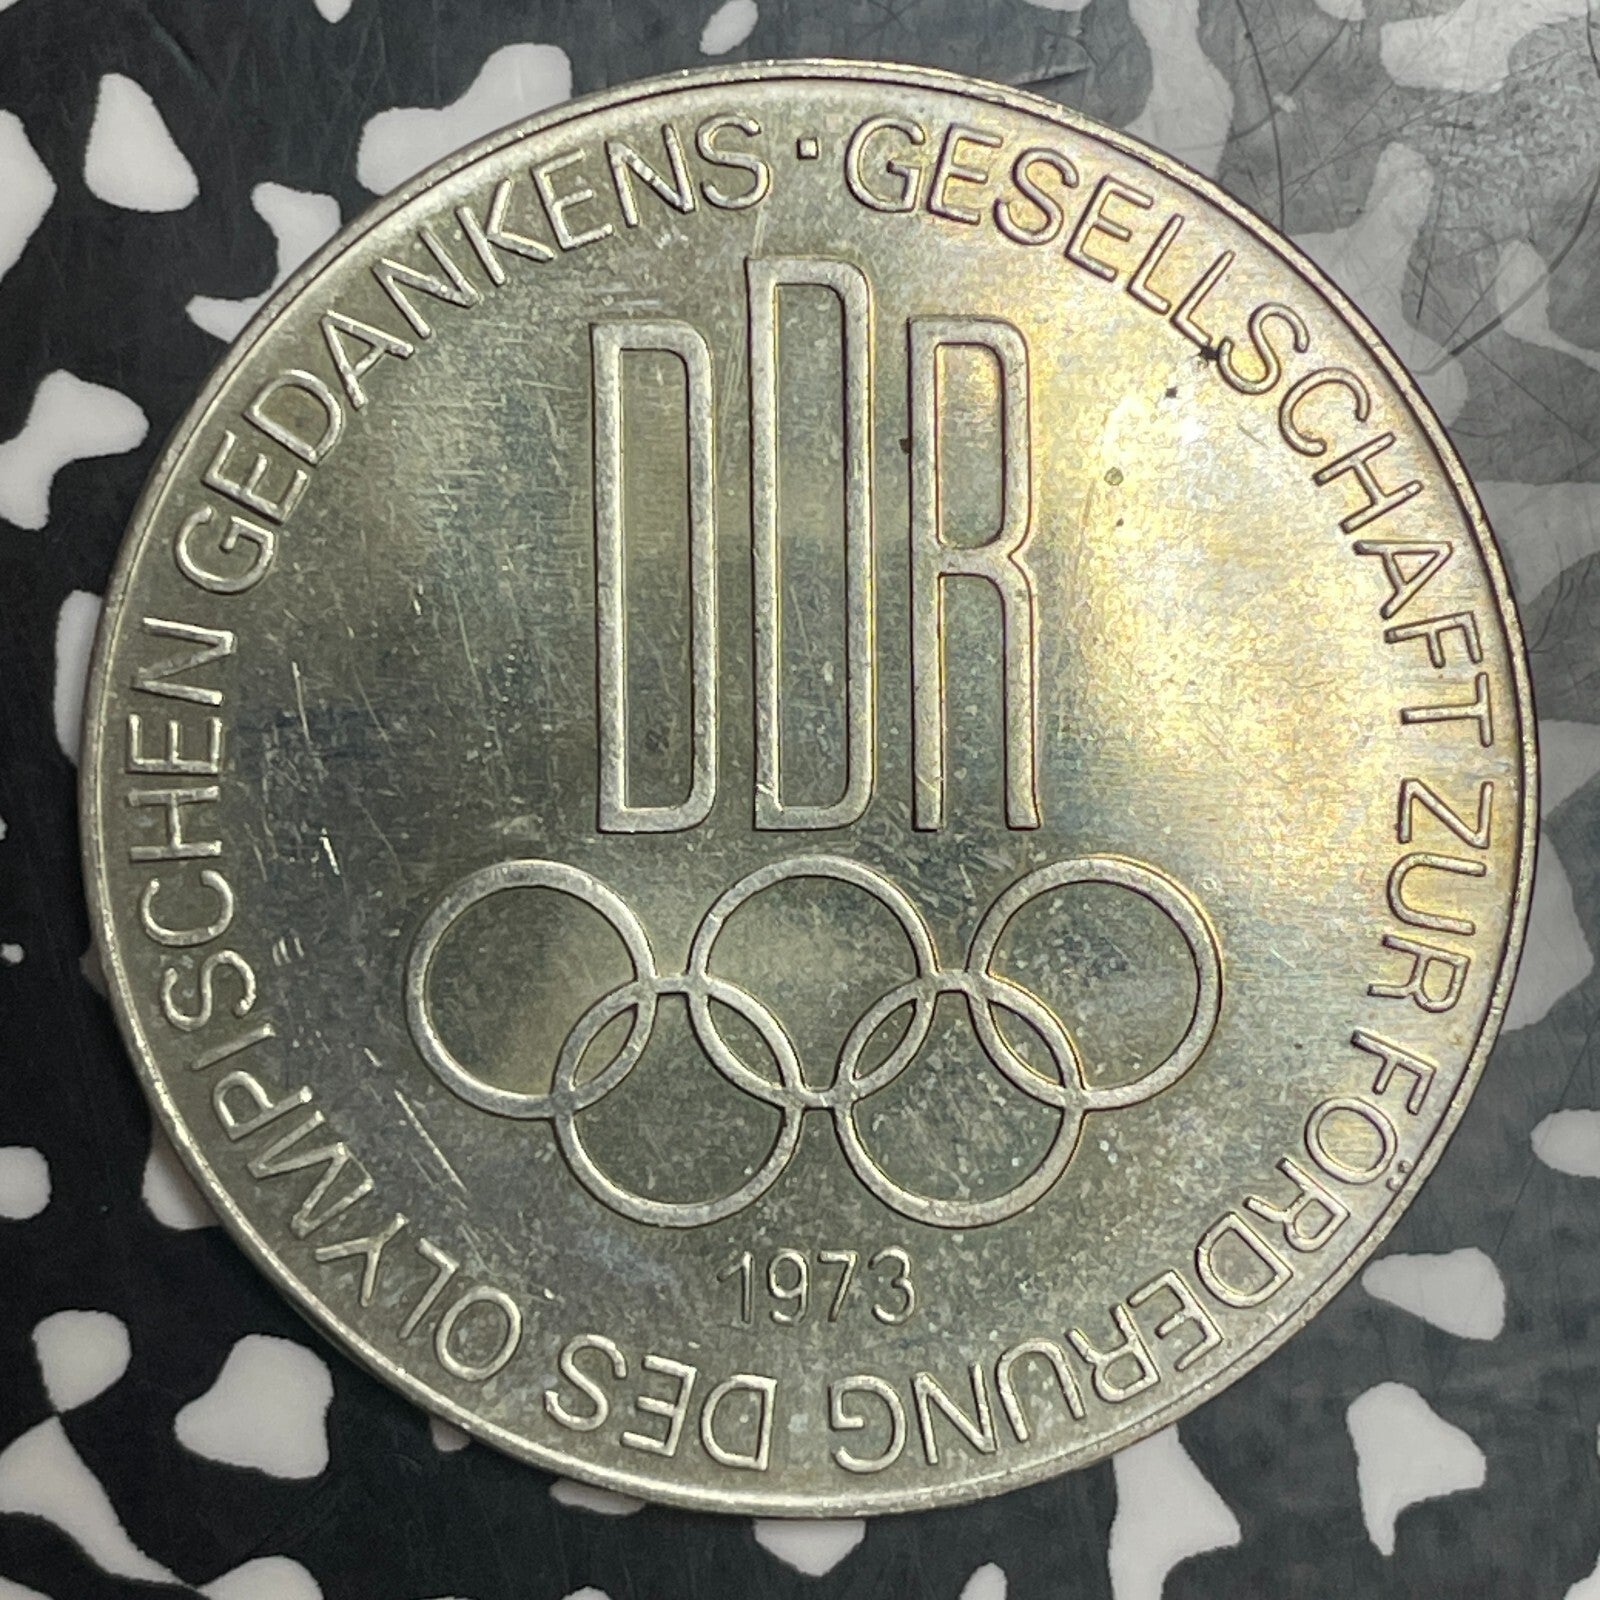 GESELLSCHAFT ZUR FÖRDERUNG DES OLYMPISCHEN GEDANKENS ·
DDR
1973